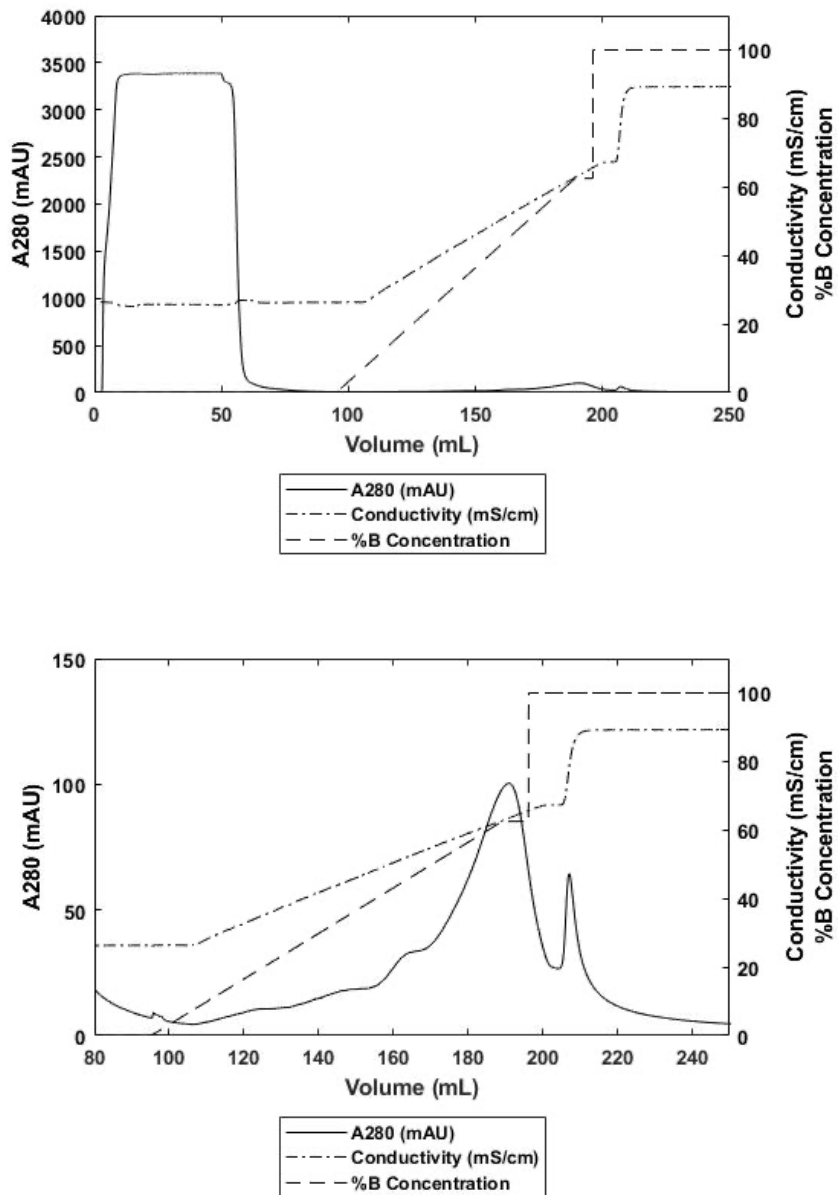 4000
3500
3000
2500
2000
1500
1000
500
0
A280 (mAU)
0 50 100 150 200 250
Volume (mL)
100
80
60
40
20
0
Conductivity (mS/cm)
%B Concentration
A280 (mAU)
Conductivity (mS/cm)
%B Concentration
150
100
50
0
A280 (mAU)
80 100 120 140 160 180 200 220 240
Volume (mL)
100
80
60
40
20
0
Conductivity (mS/cm)
%B Concentration
A280 (mAU)
Conductivity (mS/cm)
%B Concentration